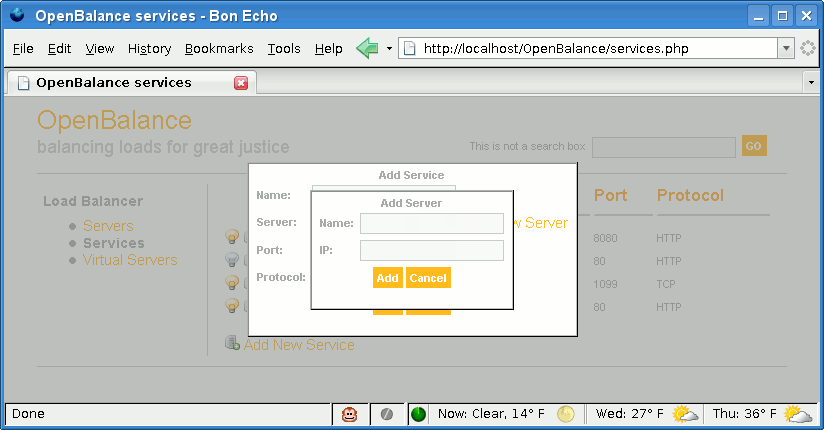 OpenBalance services - Bon Echo
File Edit View History Bookmarks Tools Help
http://localhost/OpenBalance/services.php
OpenBalance services
OpenBalance
balancing loads for great justice
This is not a search box
GO
Load Balancer
Servers
Services
Virtual Servers
Add Service
Name:
Server:
Port:
Protocol:
Server
Add Server
Name:
IP:
Add Cancel
Port Protocol
8080 HTTP
80 HTTP
1099 TCP
80 HTTP
Add New Service
Done
Now: Clear, 14° F
Wed: 27° F
Thu: 36° F